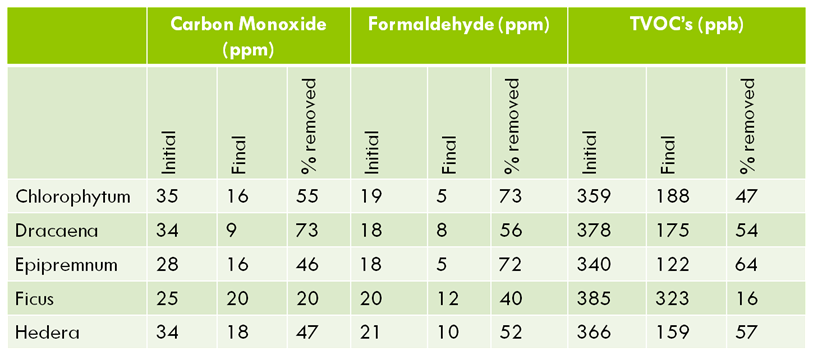 Carbon Monoxide (ppm) Formaldehyde (ppm) TVOC's (ppb)
Initial Final % removed Initial Final % removed Initial Final % removed
Chlorophytum 35 16 55 19 5 73 359 188 47
Dracaena 34 9 73 18 8 56 378 175 54
Epipremnum 28 16 46 18 5 72 340 122 64
Ficus 25 20 20 20 12 40 385 323 16
Hedera 34 18 47 21 10 52 366 159 57